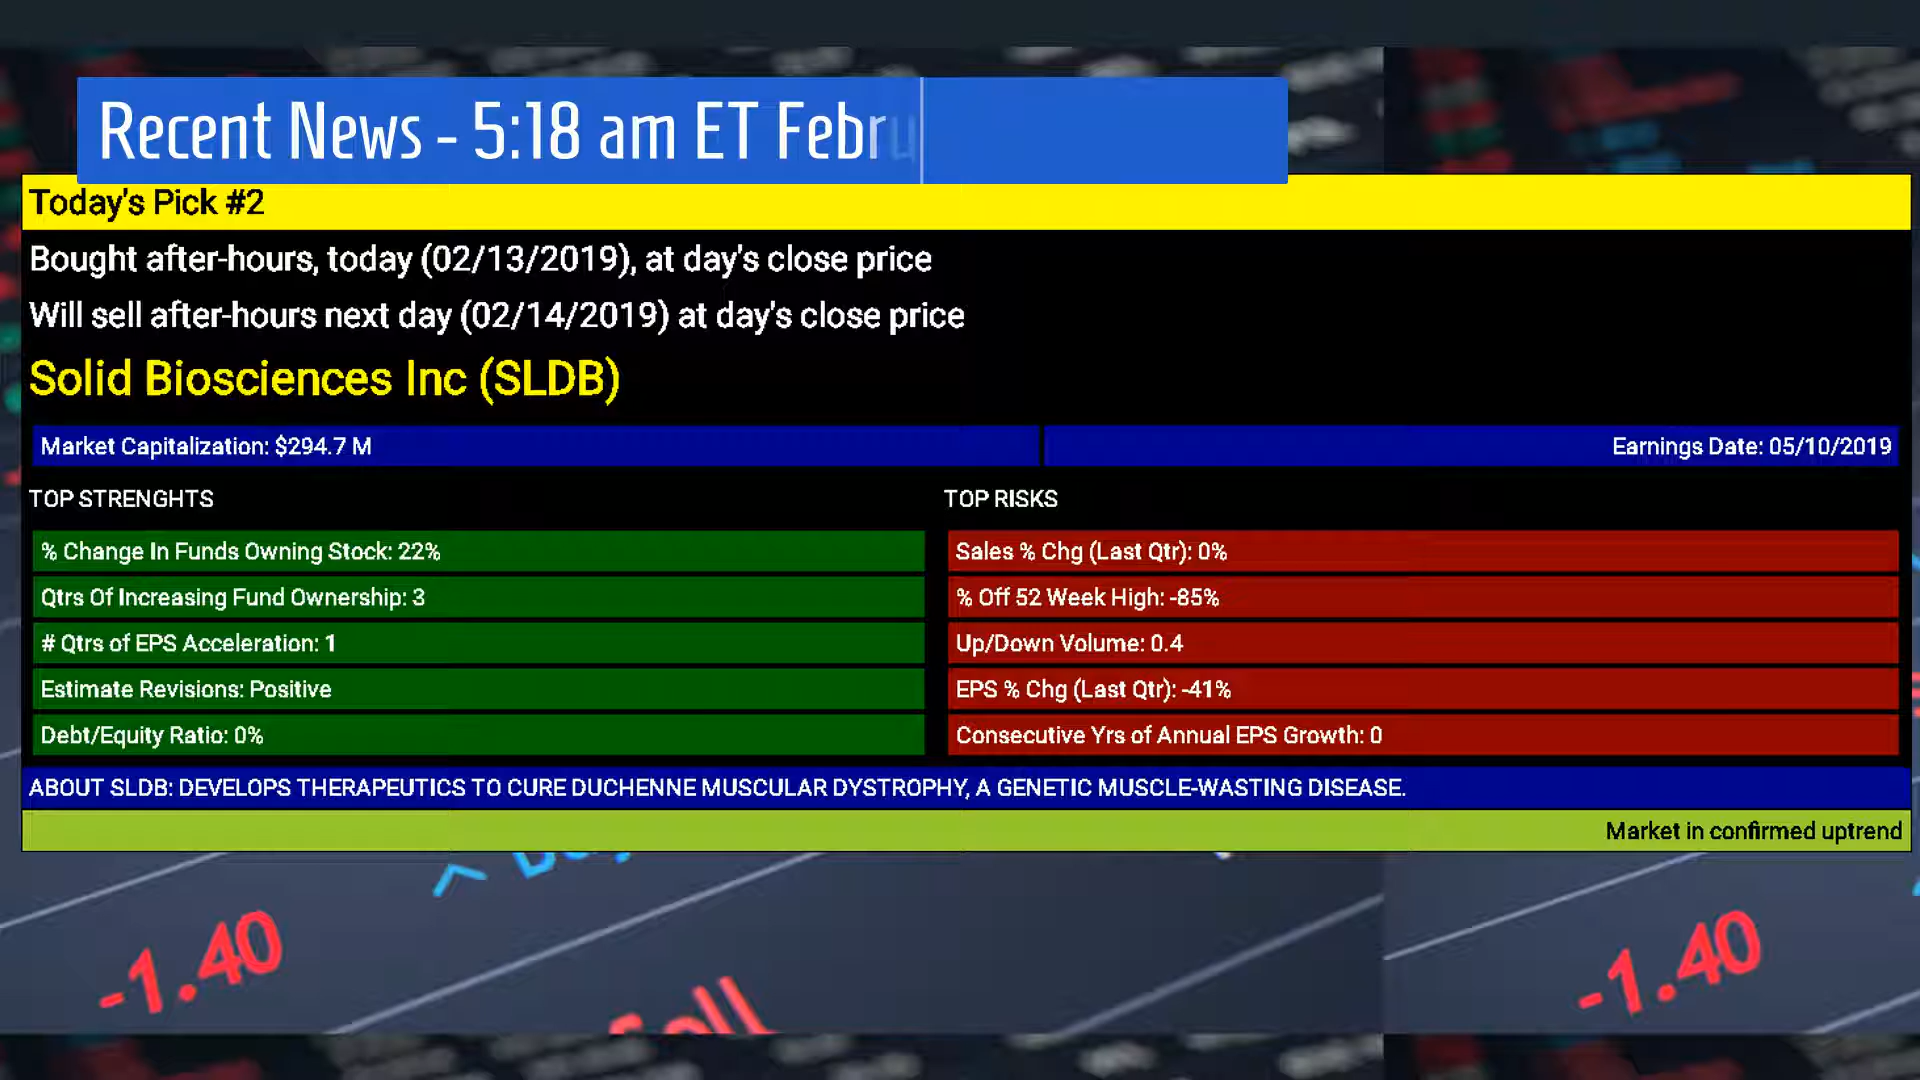 Recent News - 5:18 am ET Febru
Today's Pick #2
Bought after-hours, today (02/13/2019), at day's close price
Will sell after-hours next day (02/14/2019) at day's close price
Solid Biosciences Inc (SLDB)
Market Capitalization: $294.7 M
Earnings Date: 05/10/2019
TOP STRENGHTS
% Change In Funds Owning Stock: 22%
Qtrs Of Increasing Fund Ownership: 3
# Qtrs of EPS Acceleration: 1
Estimate Revisions: Positive
Debt/Equity Ratio: 0%
TOP RISKS
Sales % Chg (Last Qtr): 0%
% Off 52 Week High: -85%
Up/Down Volume: 0.4
EPS % Chg (Last Qtr): -41%
Consecutive Yrs of Annual EPS Growth: 0
ABOUT SLDB: DEVELOPS THERAPEUTICS TO CURE DUCHENNE MUSCULAR DYSTROPHY, A GENETIC MUSCLE-WASTING DISEASE.
Market in confirmed uptrend
-1.40
-1.40